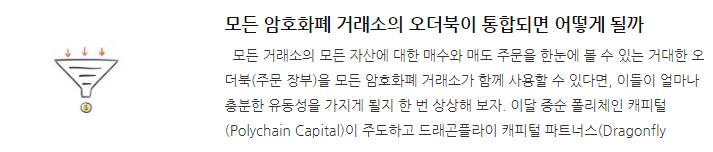 모든 암호화폐 거래소의 오더북이 통합되면 어떻게 될까
모든 거래소의 모든 자산에 대한 매수와 매도 주문을 한눈에 볼 수 있는 거대한 오
더북(주문 장부)을 모든 암호화폐 거래소가 함께 사용할 수 있다면, 이들이 얼마나
충분한 유동성을 가지게 될지 한 번 상상해 보자. 이달 중순 폴리체인 캐피털
(Polychain Capital)이 주도하고 드래곤플라이 캐피털 파트너스(Dragonfly